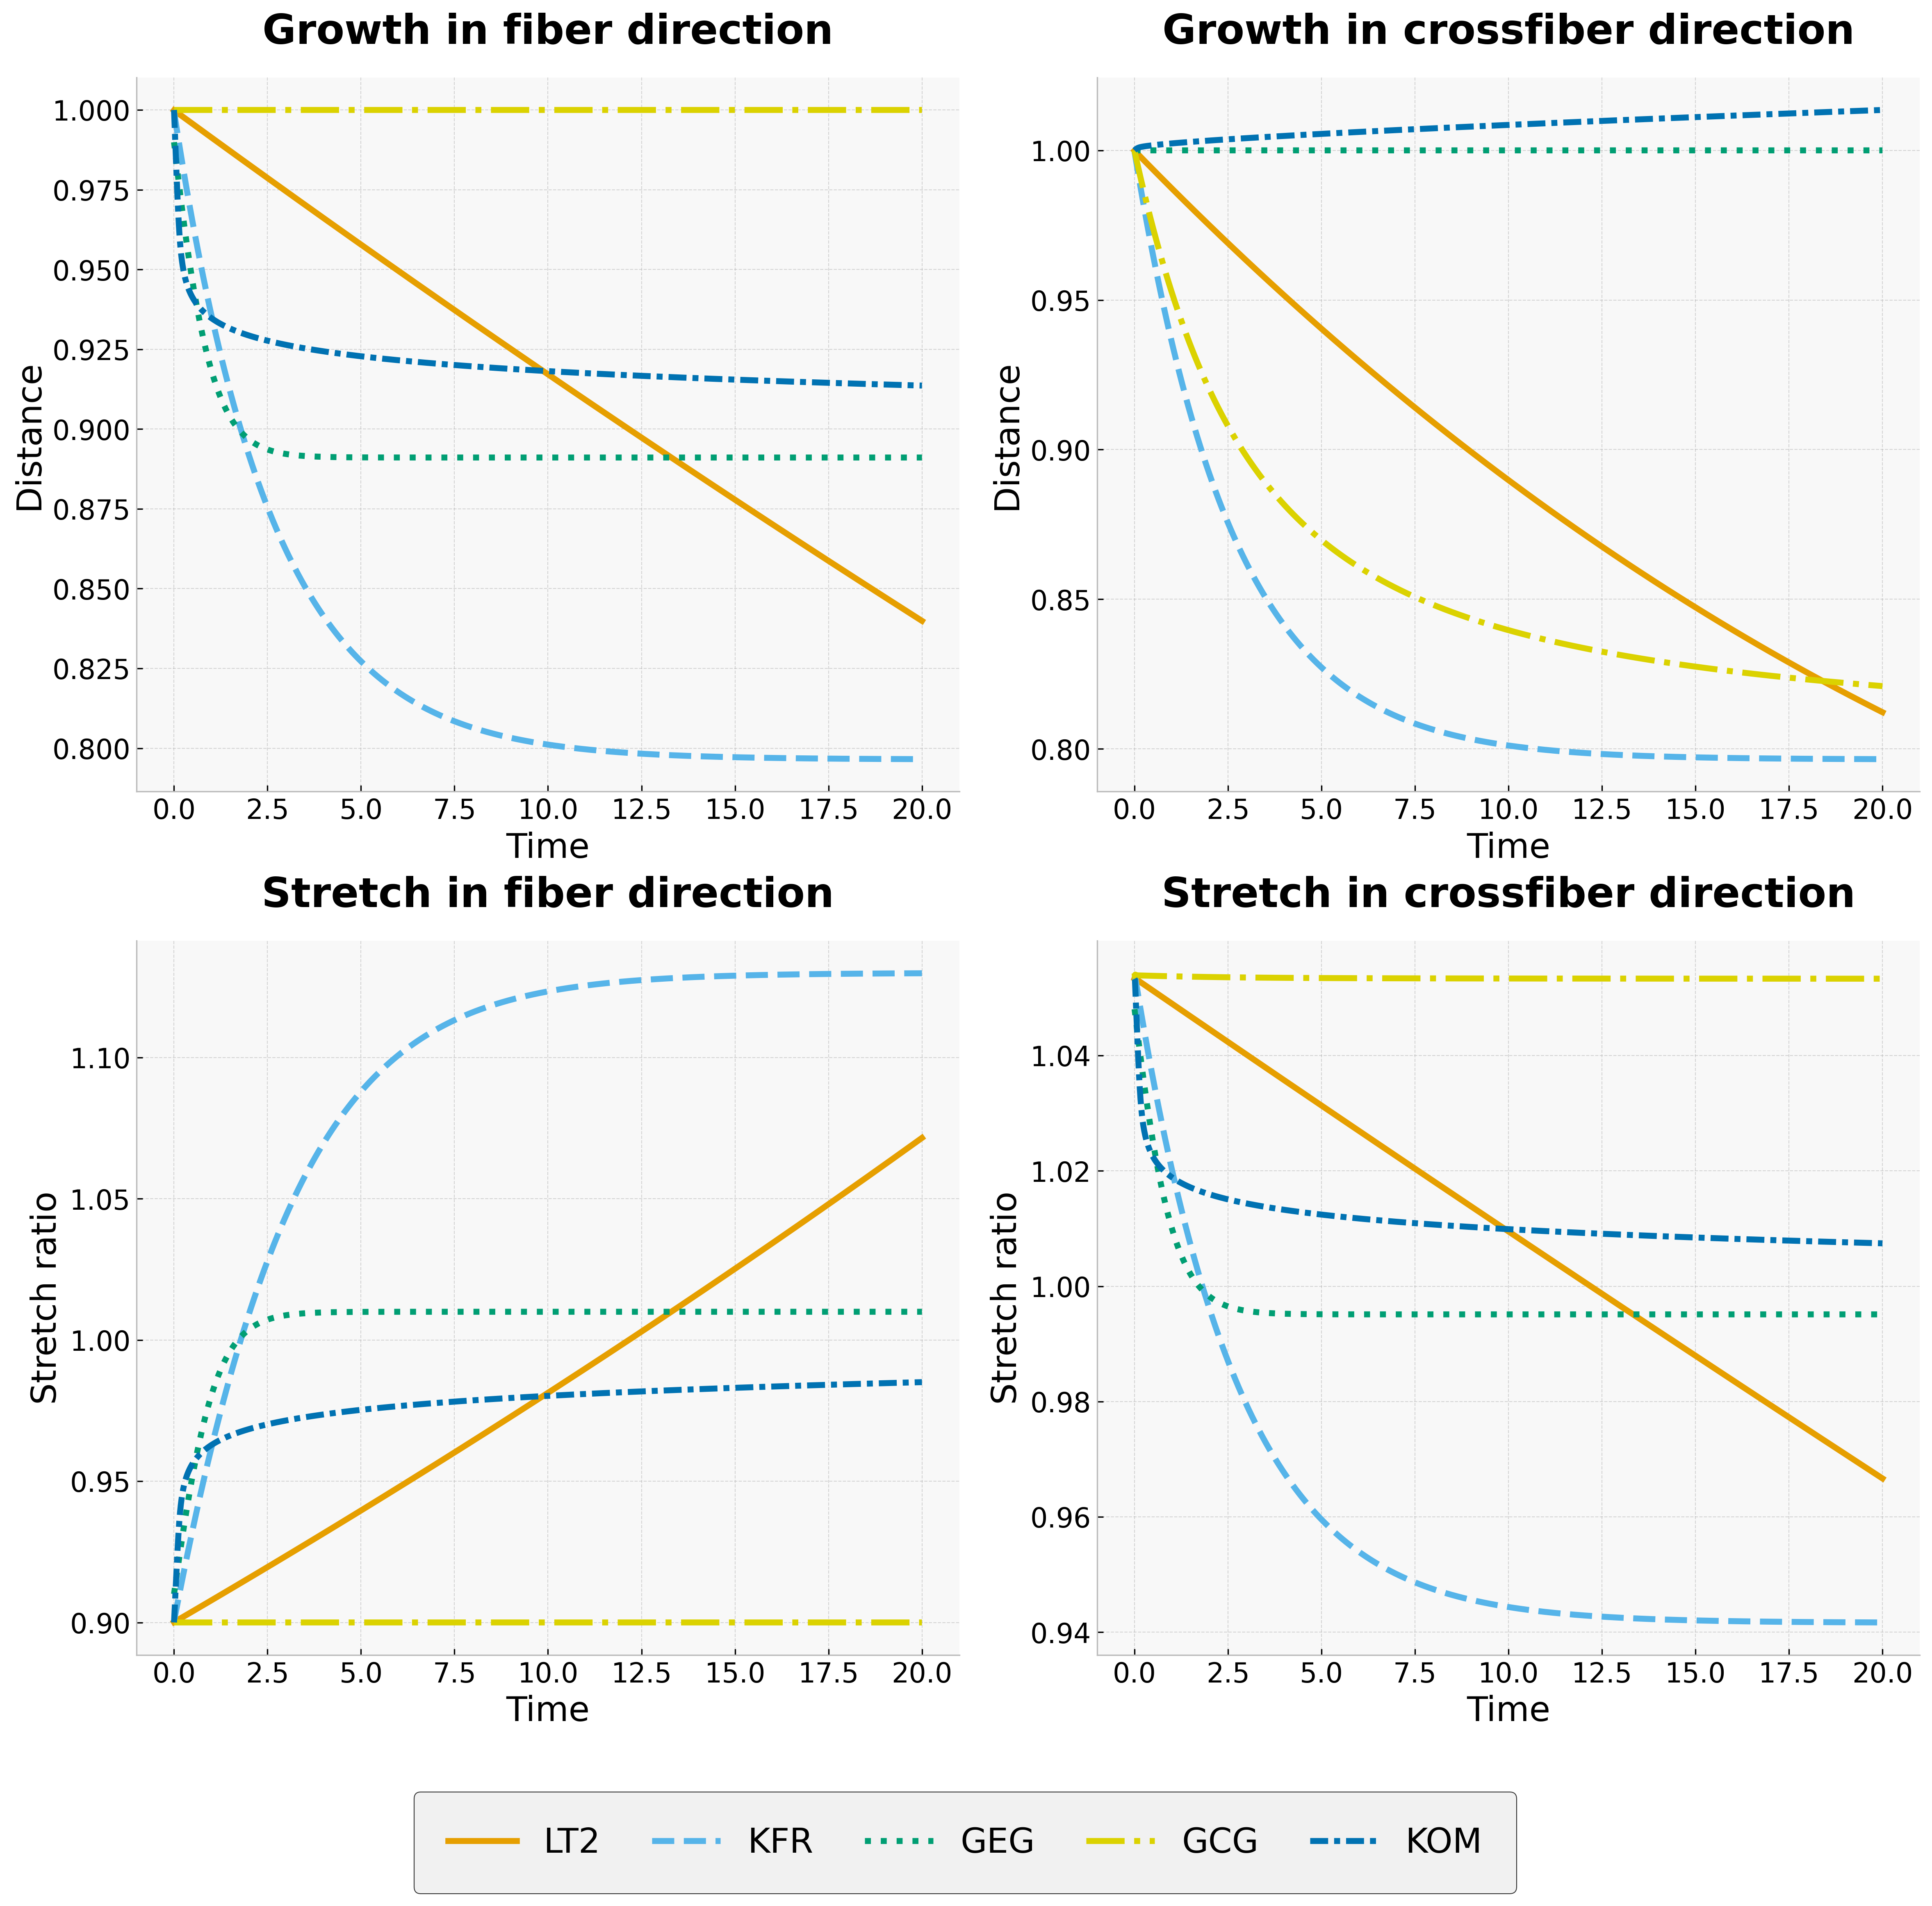 Growth in fiber direction
Growth in crossfiber direction
1.000
0.975
0.950
0.925
0.900
0.875
0.850
0.825
0.800
Distance
0.0 2.5 5.0 7.5 10.0 12.5 15.0 17.5 20.0
Time
1.00
0.95
0.90
0.85
0.80
Distance
0.0 2.5 5.0 7.5 10.0 12.5 15.0 17.5 20.0
Time
Stretch in fiber direction
Stretch in crossfiber direction
1.10
1.05
1.00
0.95
0.90
Stretch ratio
0.0 2.5 5.0 7.5 10.0 12.5 15.0 17.5 20.0
Time
1.04
1.02
1.00
0.98
0.96
0.94
Stretch ratio
0.0 2.5 5.0 7.5 10.0 12.5 15.0 17.5 20.0
Time
LT2 KFR GEG GCG KOM